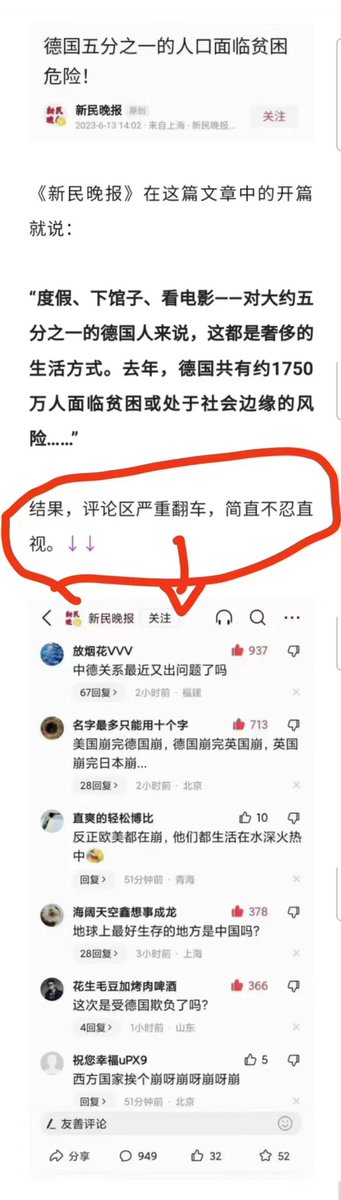 德国五分之一的人口面临贫困
危险！
新民晚报 原创
2023-6-13 14:02 · 来自上海 · 新民晚报...
关注
《新民晚报》在这篇文章中的开篇
就说：
“度假、下馆子、看电影——对大约五
分之一的德国人来说，这都是奢侈的
生活方式。去年，德国共有约1750
万人面临贫困或处于社会边缘的风
险……”
结果，评论区严重翻车，简直不忍直
视。↓↓
新民晚报 关注
放烟花VVV 937
中德关系最近又出问题了吗
67回复 2小时前 · 福建
名字最多只能用十个字 713
美国崩完德国崩，德国崩完英国崩，英国
崩完日本崩...
28回复 2小时前 · 北京
直爽的轻松博比 10
反正欧美都在崩，他们都生活在水深火热
中
回复 51分钟前 · 青海
海阔天空鑫想事成龙 378
地球上最好生存的地方是中国吗?
28回复 3小时前 · 上海
花生毛豆加烤肉啤酒 366
这次是受德国欺负了吗?
4回复 1小时前 · 山东
祝您幸福uPX9 5
西方国家挨个崩呀崩呀崩呀崩
回复 51分钟前 · 北京
友善评论
分享 949 32 52